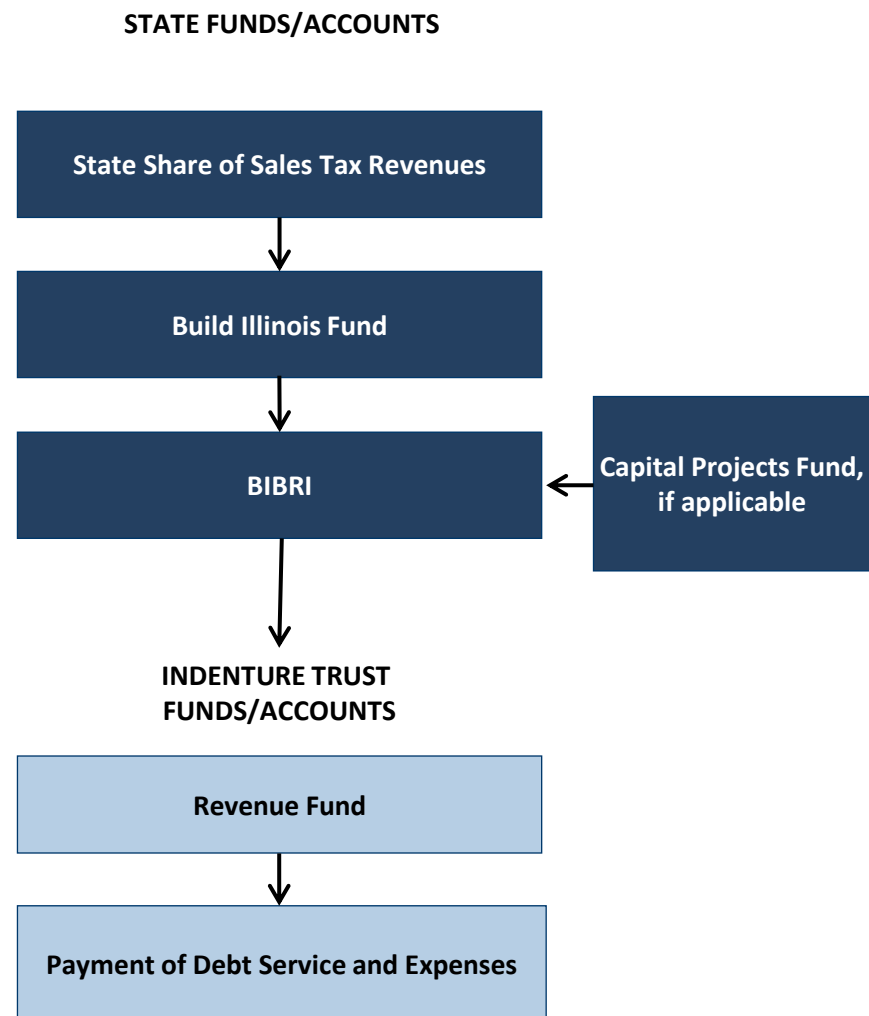 STATE FUNDS/ACCOUNTS
State Share of Sales Tax Revenues
Build Illinois Fund
BIBRI
Capital Projects Fund,
if applicable
INDENTURE TRUST
FUNDS/ACCOUNTS
Revenue Fund
Payment of Debt Service and Expenses